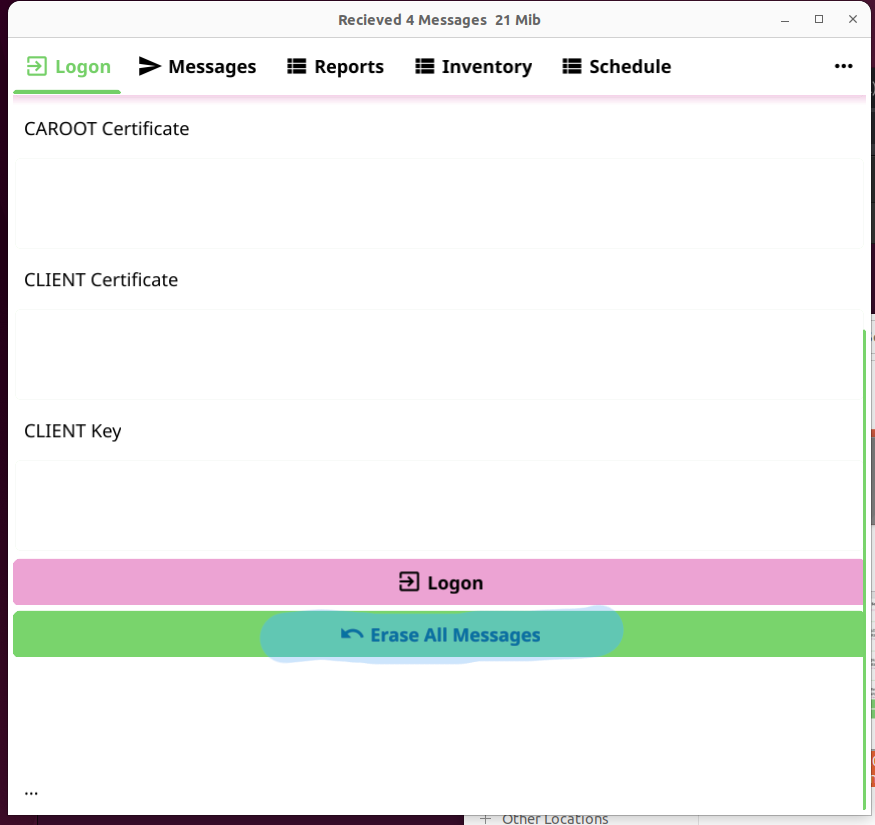 Recieved 4 Messages 21 Mib
Logon Messages Reports Inventory Schedule
CAROOT Certificate
CLIENT Certificate
CLIENT Key
Logon
Erase All Messages
...
Other Locations